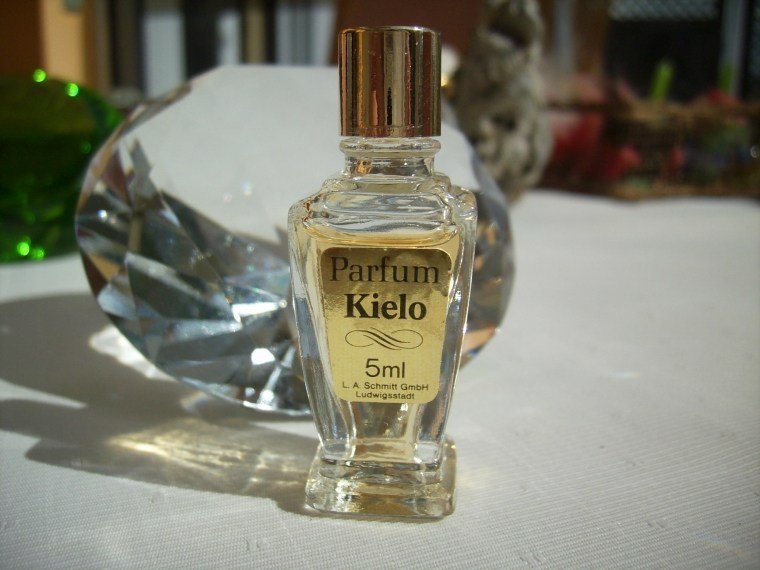 Parfum
Kielo
5ml
L. A. Schmitt GmbH
Ludwigsstadt